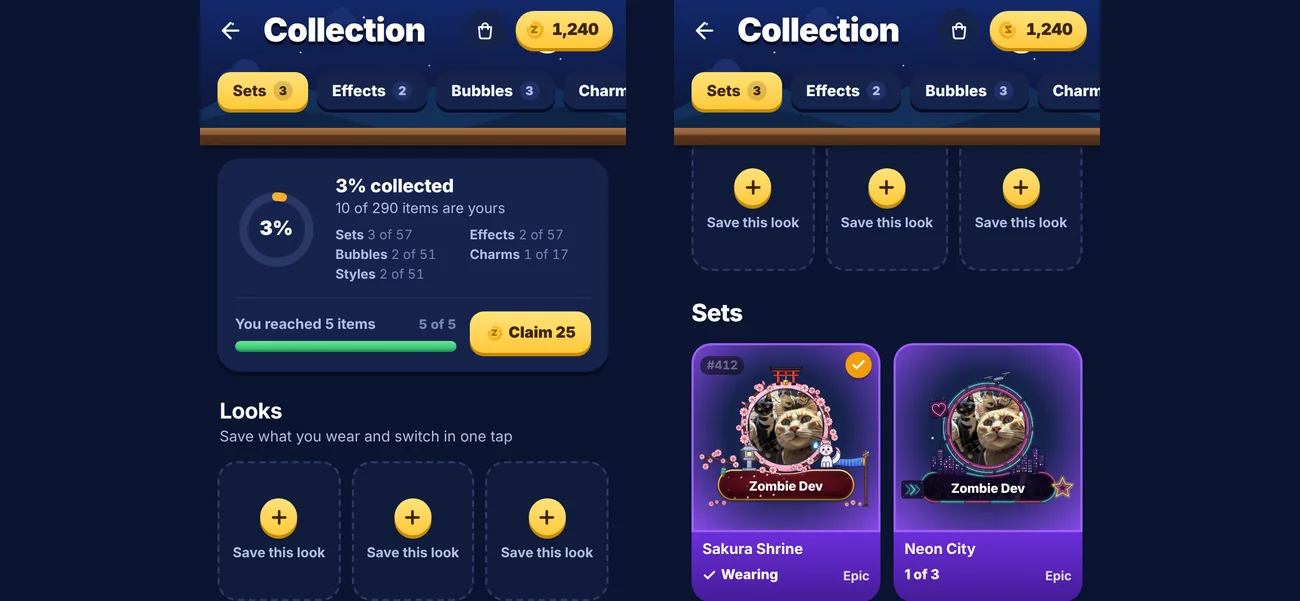 Collection
1,240
Sets 3
Effects 2
Bubbles 3
Charm
3%
3% collected
10 of 290 items are yours
Sets 3 of 57
Effects 2 of 57
Bubbles 2 of 51
Charms 1 of 17
Styles 2 of 51
You reached 5 items
5 of 5
Claim 25
Looks
Save what you wear and switch in one tap
Save this look
Save this look
Save this look
Collection
1,240
Sets 3
Effects 2
Bubbles 3
Charm
Save this look
Save this look
Save this look
Sets
#412
Zombie Dev
Sakura Shrine
Wearing
Epic
Zombie Dev
Neon City
1 of 3
Epic